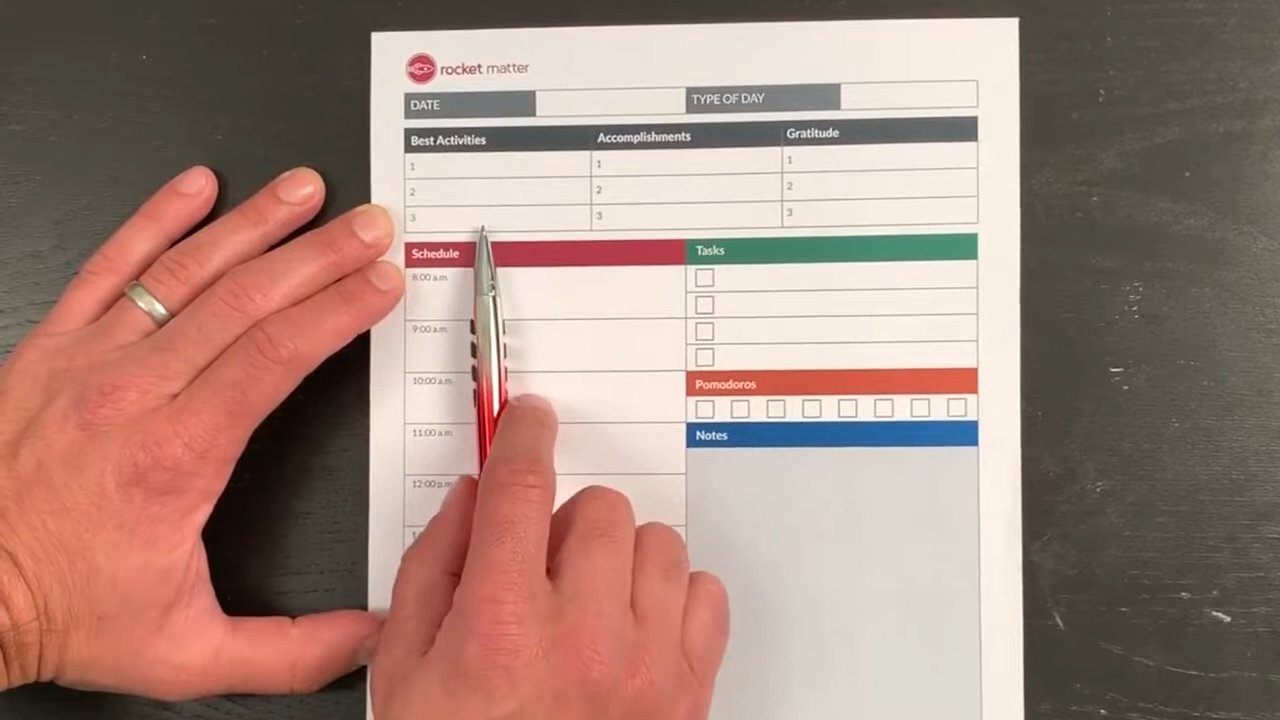 rocket matter
DATE TYPE OF DAY
Best Activities Accomplishments Gratitude
1 1 1
2 2 2
3 3 3
Schedule Tasks
8:00 a.m.
9:00 a.m.
10:00 a.m. Pomodoros
11:00 a.m. Notes
12:00 p.m.